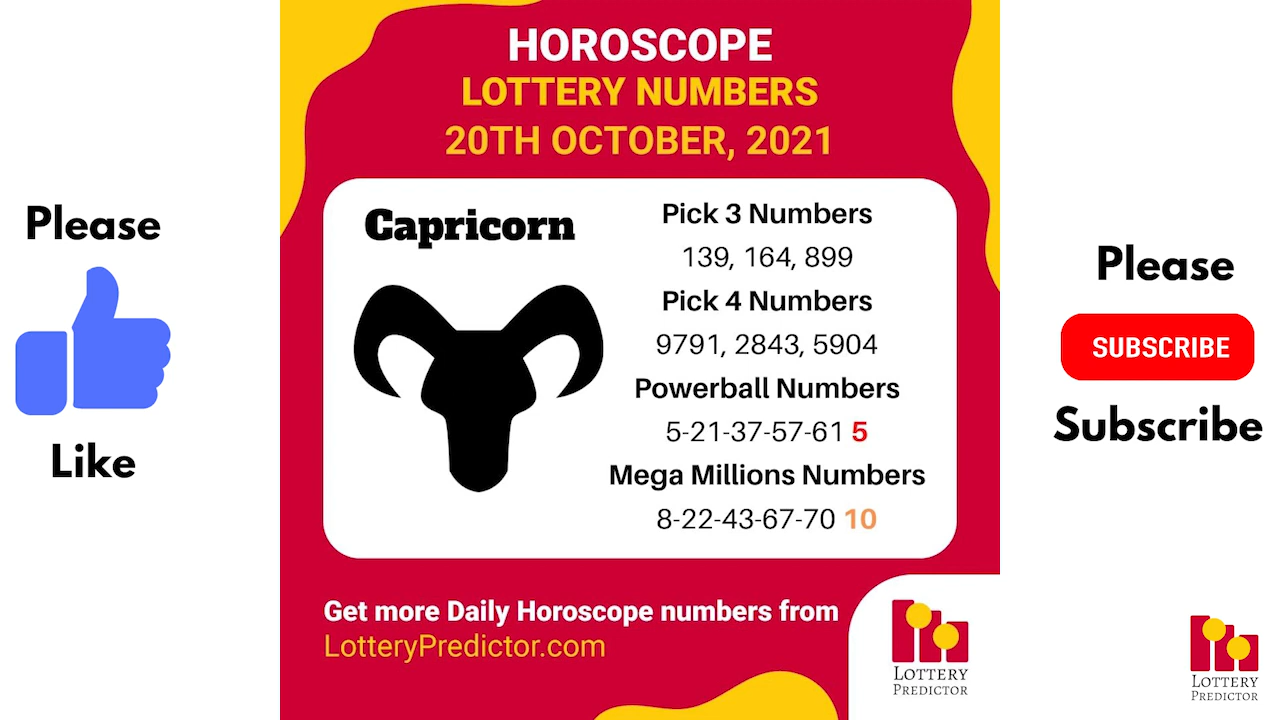 HOROSCOPE
LOTTERY NUMBERS
20TH OCTOBER, 2021
Please
Like
Capricorn
Pick 3 Numbers
139, 164, 899
Pick 4 Numbers
9791, 2843, 5904
Powerball Numbers
5-21-37-57-61 5
Mega Millions Numbers
8-22-43-67-70 10
Please
SUBSCRIBE
Subscribe
Get more Daily Horoscope numbers from
LotteryPredictor.com
LOTTERY
PREDICTOR
LOTTERY
PREDICTOR